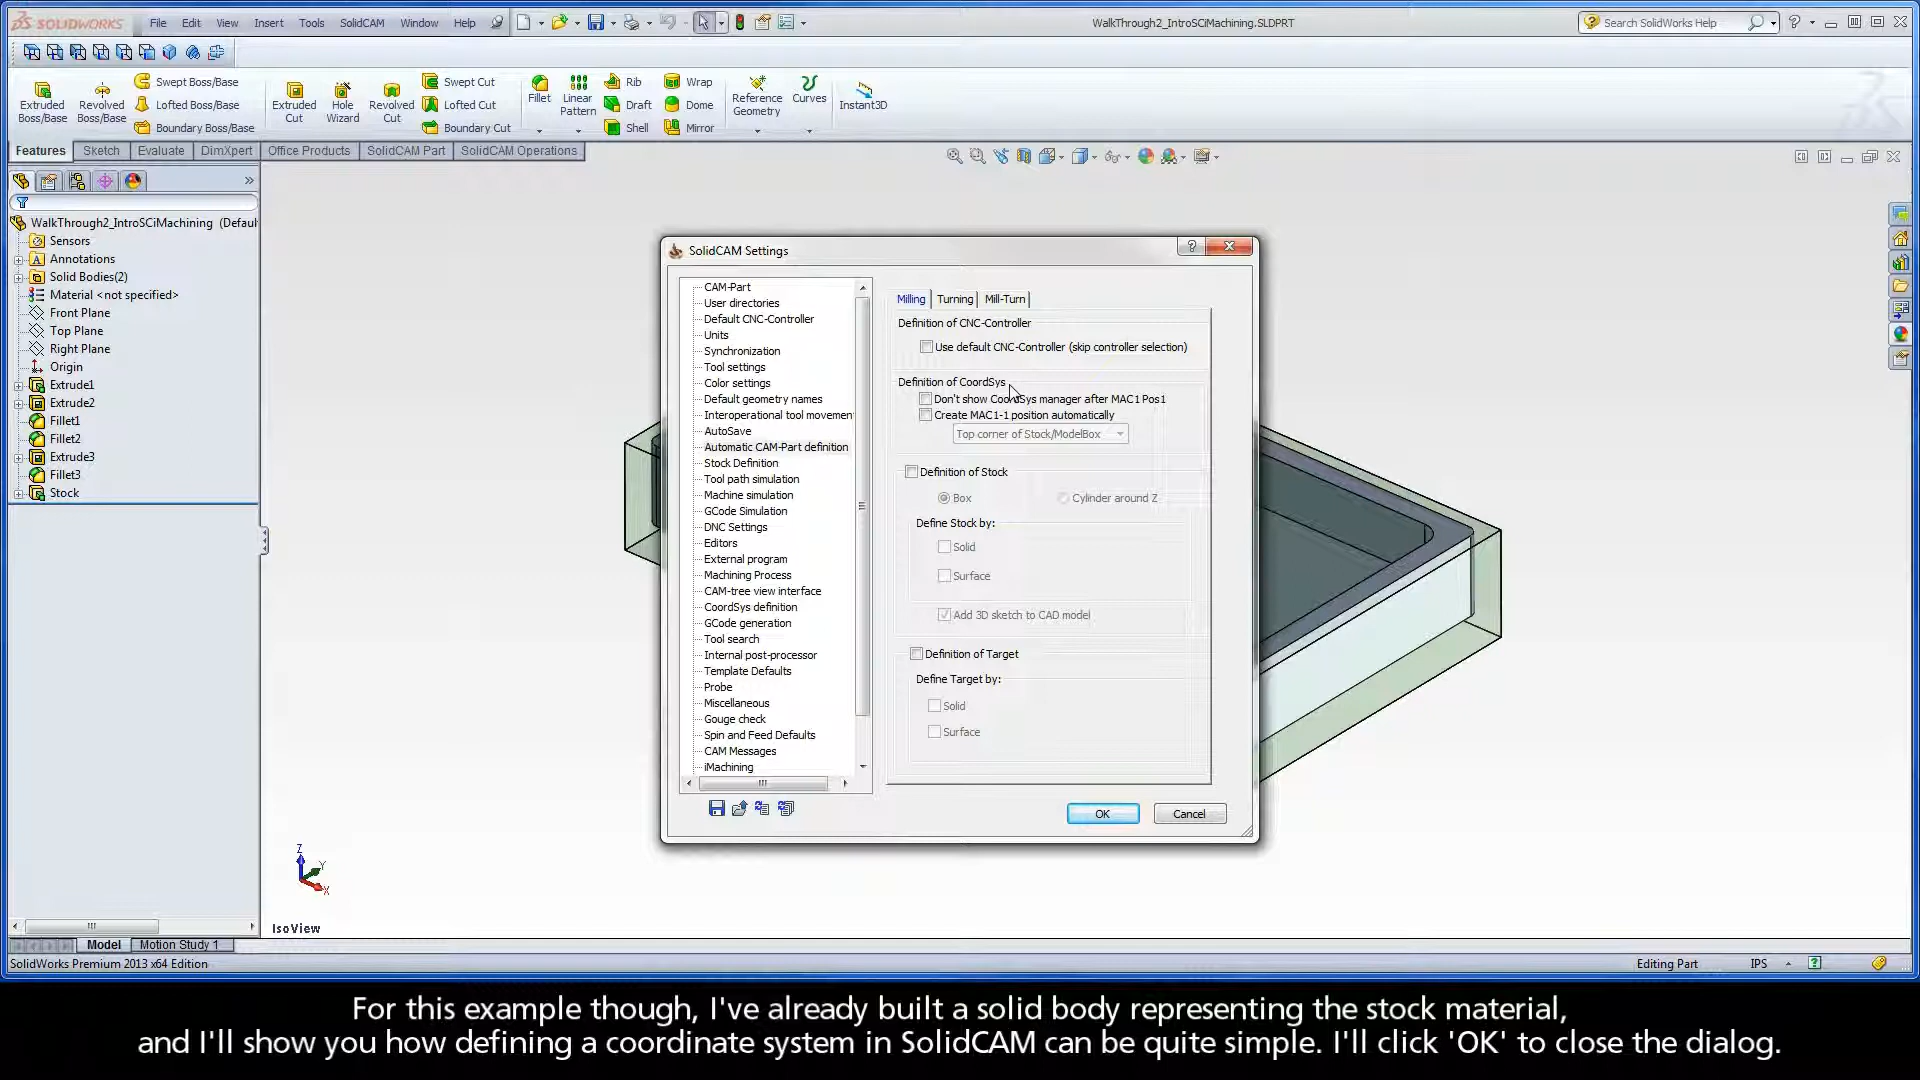 SOLIDWORKS File Edit View Insert Tools SolidCAM Window Help WalkThrough2_IntroSCiMachining.SLDPRT Search SolidWorks Help
Extruded Boss/Base
Revolved Boss/Base
Swept Boss/Base
Lofted Boss/Base
Boundary Boss/Base
Extruded Cut
Hole Wizard
Revolved Cut
Swept Cut
Lofted Cut
Boundary Cut
Fillet
Linear Pattern
Rib
Draft
Shell
Wrap
Dome
Mirror
Reference Geometry
Curves
Instant3D
Features Sketch Evaluate DimXpert Office Products SolidCAM Part SolidCAM Operations
WalkThrough2_IntroSCiMachining (Defaul
Sensors
Annotations
Solid Bodies(2)
Material <not specified>
Front Plane
Top Plane
Right Plane
Origin
Extrude1
Extrude2
Fillet1
Fillet2
Extrude3
Fillet3
Stock
SolidCAM Settings
CAM-Part
User directories
Default CNC-Controller
Units
Synchronization
Tool settings
Color settings
Default geometry names
Interoperational tool movemen
AutoSave
Automatic CAM-Part definition
Stock Definition
Tool path simulation
Machine simulation
GCode Simulation
DNC Settings
Editors
External program
Machining Process
CAM-tree view interface
CoordSys definition
GCode generation
Tool search
Internal post-processor
Template Defaults
Probe
Miscellaneous
Gouge check
Spin and Feed Defaults
CAM Messages
iMachining
Milling Turning Mill-Turn
Definition of CNC-Controller
Use default CNC-Controller (skip controller selection)
Definition of CoordSys
Don't show CoordSys manager after MAC1 Pos1
Create MAC1-1 position automatically
Top corner of Stock/ModelBox
Definition of Stock
Box Cylinder around Z
Define Stock by:
Solid
Surface
Add 3D sketch to CAD model
Definition of Target
Define Target by:
Solid
Surface
OK Cancel
Z
Y
X
IsoView
Model Motion Study 1
SolidWorks Premium 2013 x64 Edition Editing Part IPS
For this example though, I've already built a solid body representing the stock material,
and I'll show you how defining a coordinate system in SolidCAM can be quite simple. I'll click 'OK' to close the dialog.